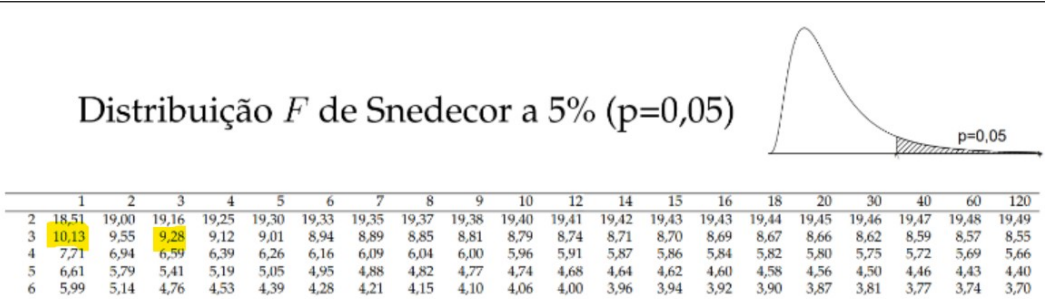 Distribuição F de Snedecor a 5% (p=0,05)
p=0,05
1 2 3 4 5 6 7 8 9 10 12 14 15 16 18 20 30 40 60 120
2 18,51 19,00 19,16 19,25 19,30 19,33 19,35 19,37 19,38 19,40 19,41 19,42 19,43 19,43 19,44 19,45 19,46 19,47 19,48 19,49
3 10,13 9,55 9,28 9,12 9,01 8,94 8,89 8,85 8,81 8,79 8,74 8,71 8,70 8,69 8,67 8,66 8,62 8,59 8,57 8,55
4 7,71 6,94 6,59 6,39 6,26 6,16 6,09 6,04 6,00 5,96 5,91 5,87 5,86 5,84 5,82 5,80 5,75 5,72 5,69 5,66
5 6,61 5,79 5,41 5,19 5,05 4,95 4,88 4,82 4,77 4,74 4,68 4,64 4,62 4,60 4,58 4,56 4,50 4,46 4,43 4,40
6 5,99 5,14 4,76 4,53 4,39 4,28 4,21 4,15 4,10 4,06 4,00 3,96 3,94 3,92 3,90 3,87 3,81 3,77 3,74 3,70